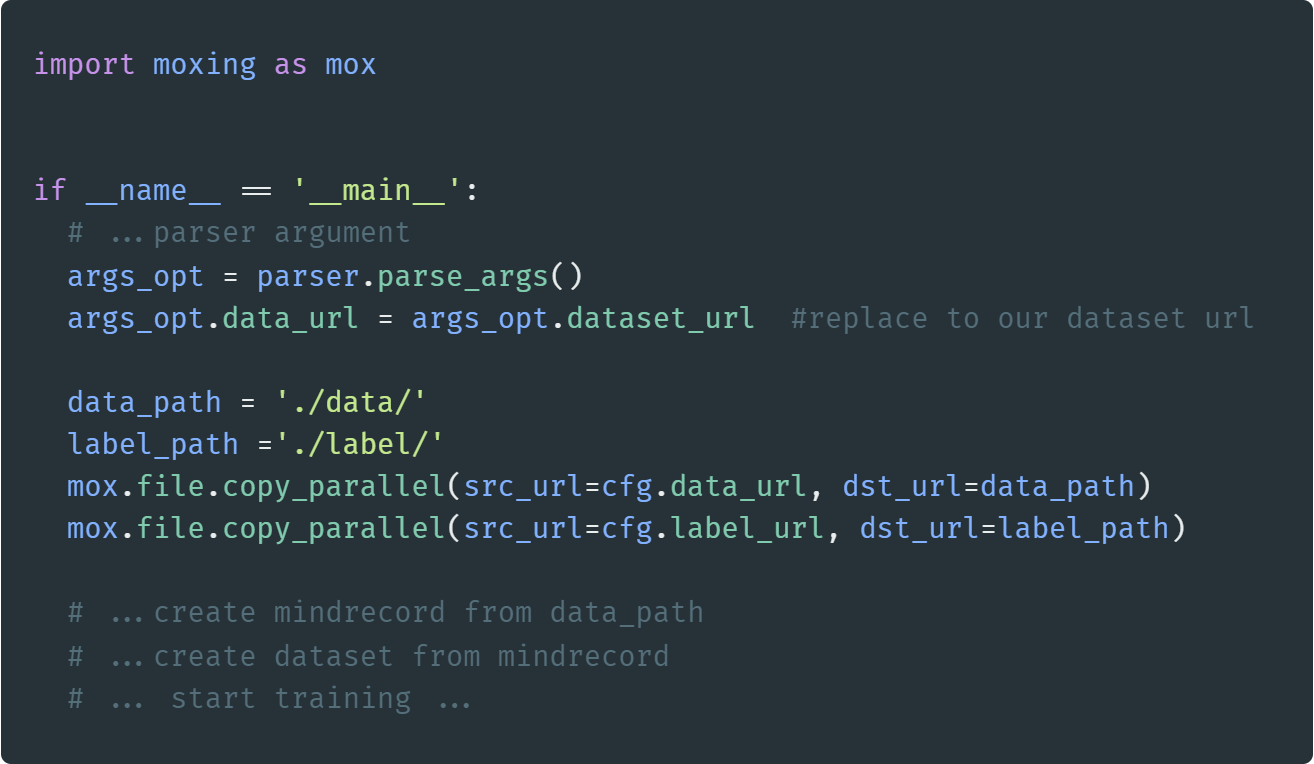 import moxing as mox
if __name__ == '__main__':
# ...parser argument
args_opt = parser.parse_args()
args_opt.data_url = args_opt.dataset_url  #replace to our dataset url
data_path = './data/'
label_path ='./label/'
mox.file.copy_parallel(src_url=cfg.data_url, dst_url=data_path)
mox.file.copy_parallel(src_url=cfg.label_url, dst_url=label_path)
# ...create mindrecord from data_path
# ...create dataset from mindrecord
# ... start training ...